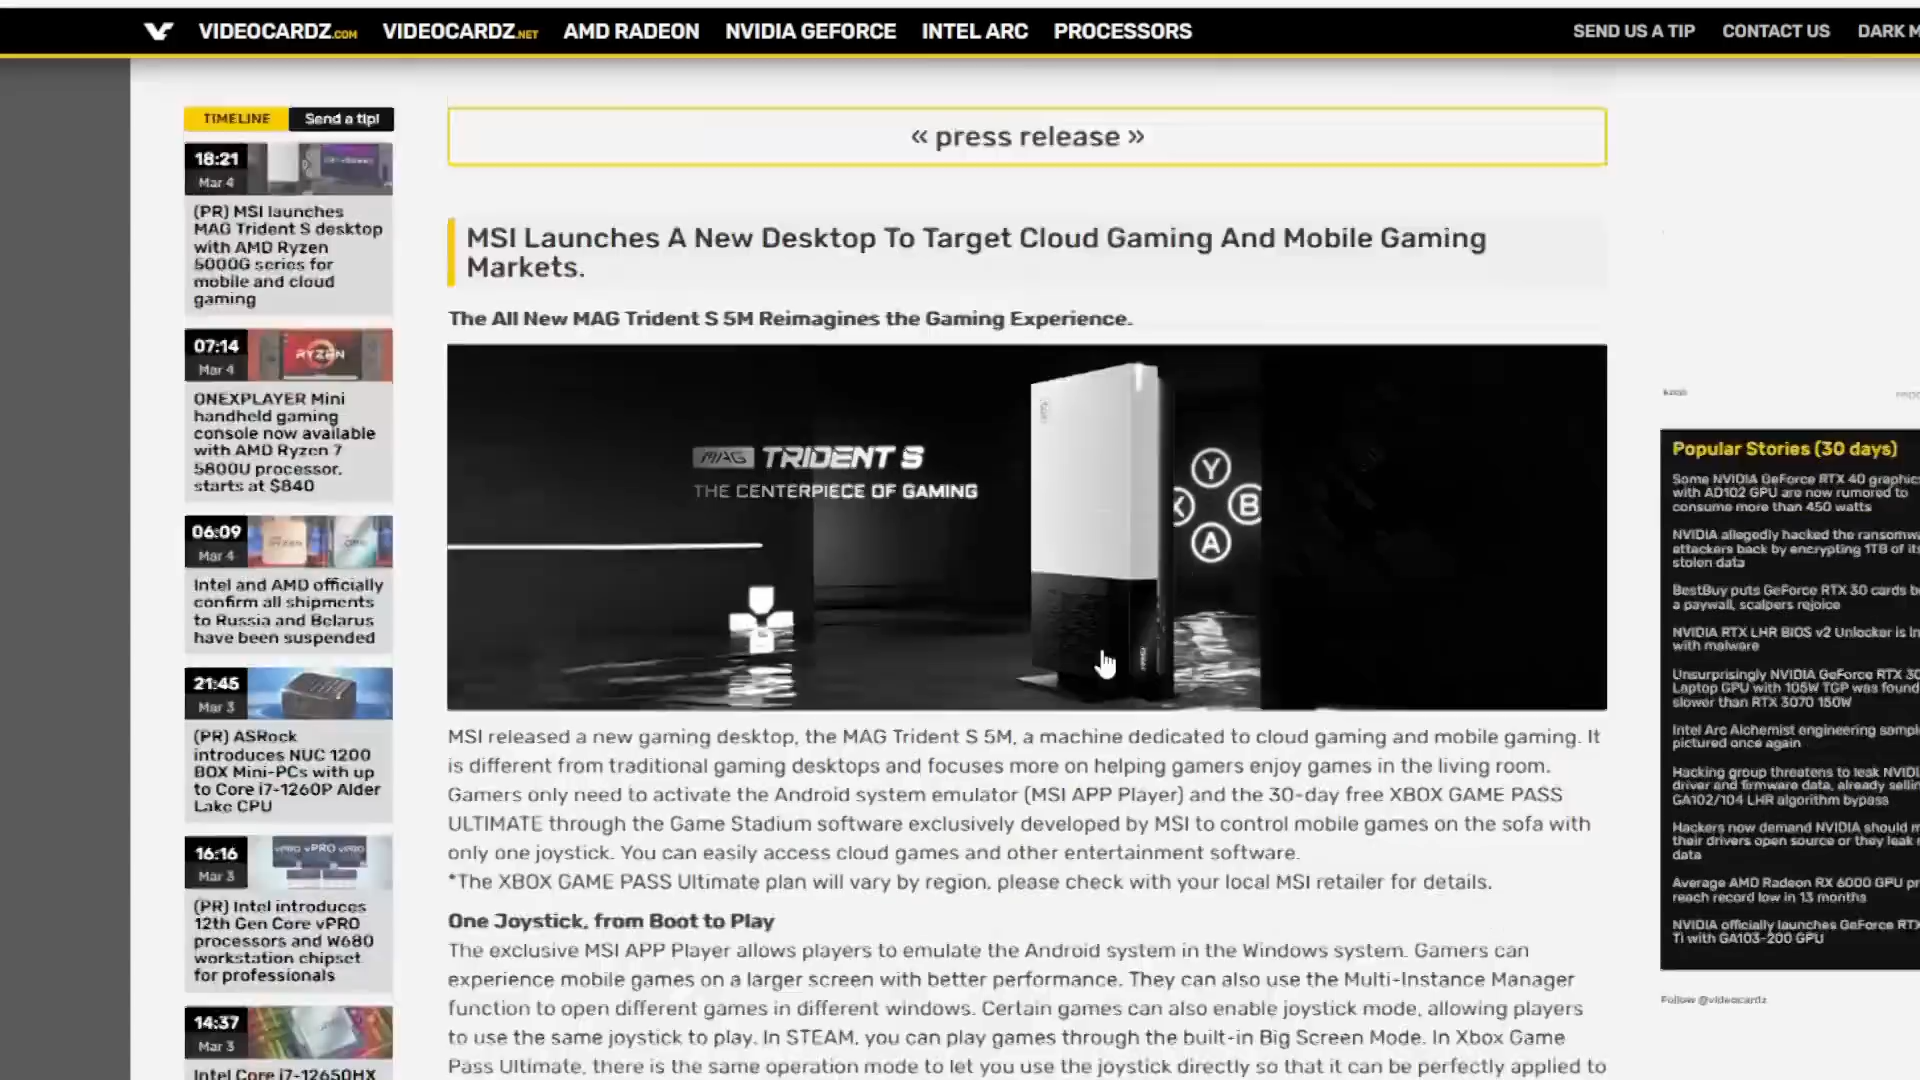 VIDEOCARDZ.COM VIDEOCARDZ.NET AMD RADEON NVIDIA GEFORCE INTEL ARC PROCESSORS SEND US A TIP CONTACT US DARK M
TIMELINE Send a tip!
18:21
Mar 4
(PR) MSI launches
MAG Trident S desktop
with AMD Ryzen
5000G series for
mobile and cloud
gaming
07:14
Mar 4
RYZEN
ONEXPLAYER Mini
handheld gaming
console now available
with AMD Ryzen 7
5800U processor,
starts at $840
06:09
Mar 4
RYZEN
Intel and AMD officially
confirm all shipments
to Russia and Belarus
have been suspended
21:45
Mar 3
(PR) ASRock
introduces NUC 1200
BOX Mini-PCs with up
to Core i7-1260P Alder
Lake CPU
16:16
Mar 3
vPRO vPRO vPRO
(PR) Intel introduces
12th Gen Core vPRO
processors and W680
workstation chipset
for professionals
14:37
Mar 3
Intel Core i7-12650HX
« press release »
MSI Launches A New Desktop To Target Cloud Gaming And Mobile Gaming
Markets.
The All New MAG Trident S 5M Reimagines the Gaming Experience.
MAG TRIDENT S
THE CENTERPIECE OF GAMING
Y
X B
A
MSI released a new gaming desktop, the MAG Trident S 5M, a machine dedicated to cloud gaming and mobile gaming. It
is different from traditional gaming desktops and focuses more on helping gamers enjoy games in the living room.
Gamers only need to activate the Android system emulator (MSI APP Player) and the 30-day free XBOX GAME PASS
ULTIMATE through the Game Stadium software exclusively developed by MSI to control mobile games on the sofa with
only one joystick. You can easily access cloud games and other entertainment software.
*The XBOX GAME PASS Ultimate plan will vary by region, please check with your local MSI retailer for details.
One Joystick, from Boot to Play
The exclusive MSI APP Player allows players to emulate the Android system in the Windows system. Gamers can
experience mobile games on a larger screen with better performance. They can also use the Multi-Instance Manager
function to open different games in different windows. Certain games can also enable joystick mode, allowing players
to use the same joystick to play. In STEAM, you can play games through the built-in Big Screen Mode. In Xbox Game
Pass Ultimate, there is the same operation mode to let you use the joystick directly so that it can be perfectly applied to
Popular Stories (30 days)
Some NVIDIA GeForce RTX 40 graphics
with AD102 GPU are now rumored to
consume more than 450 watts
NVIDIA allegedly hacked the ransomwa
attackers back by encrypting 1TB of its
stolen data
BestBuy puts GeForce RTX 30 cards be
a paywall, scalpers rejoice
NVIDIA RTX LHR BIOS v2 Unlocker is in
with malware
Unsurprisingly NVIDIA GeForce RTX 30
Laptop GPU with 105W TGP was found
slower than RTX 3070 150W
Intel Arc Alchemist engineering sample
pictured once again
Hacking group threatens to leak NVIDI
driver and firmware data, already sellin
GA102/104 LHR algorithm bypass
Hackers now demand NVIDIA should m
their drivers open source or they leak m
data
Average AMD Radeon RX 6000 GPU pr
reach record low in 13 months
NVIDIA officially launches GeForce RTX
Ti with GA103-200 GPU
Follow @videocardz